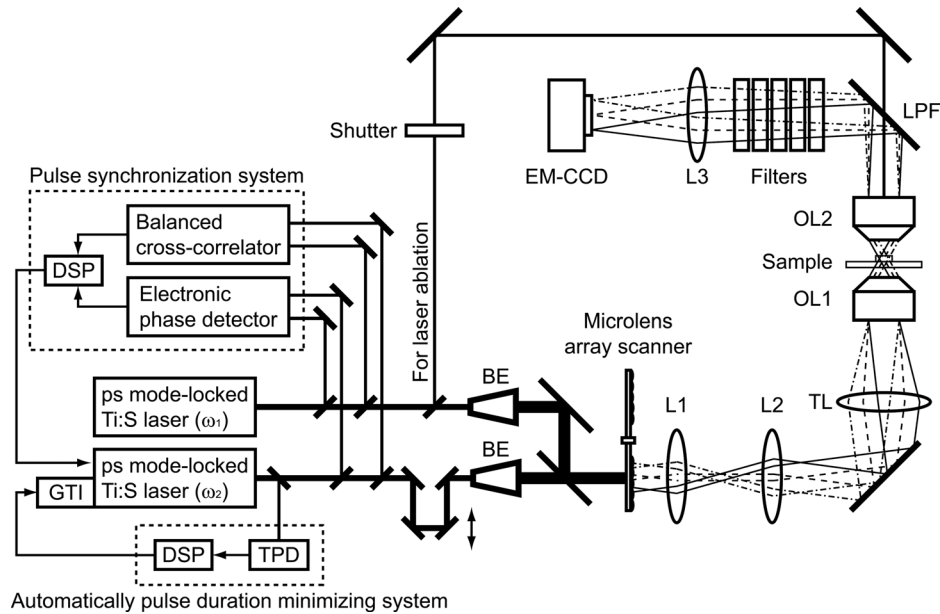 LPF
Shutter
EM-CCD
L3
Filters
Pulse synchronization system
OL2
Balanced
cross-correlator
DSP
Sample
Electronic
phase detector
OL1
For laser ablation
Microlens
array scanner
BE
ps mode-locked
Ti:S laser (ω₁)
L1
L2
TL
BE
ps mode-locked
Ti:S laser (ω₂)
GTI
DSP
TPD
Automatically pulse duration minimizing system